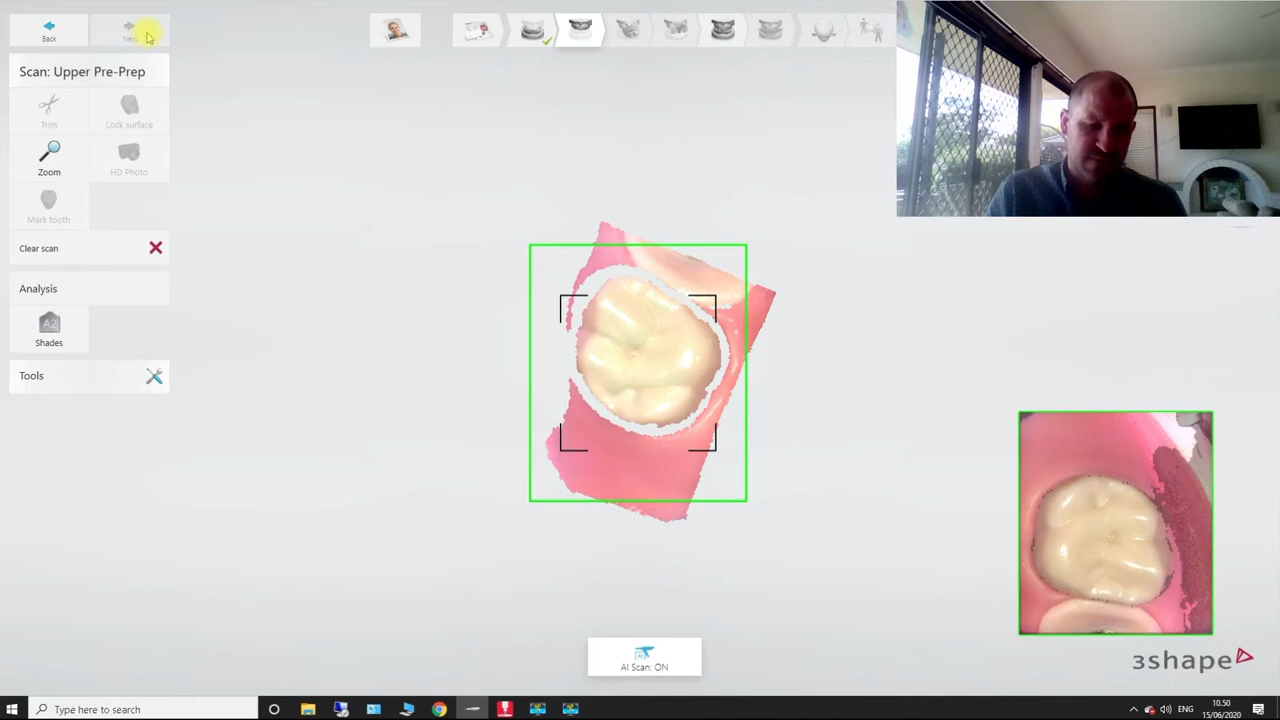 Back
Next
Scan: Upper Pre-Prep
Trim
Lock surface
Zoom
HD Photo
Mark tooth
Clear scan
Analysis
A2
Shades
Tools
AI
AI Scan: ON
3shape
Type here to search
ENG
10.50
15/06/2020